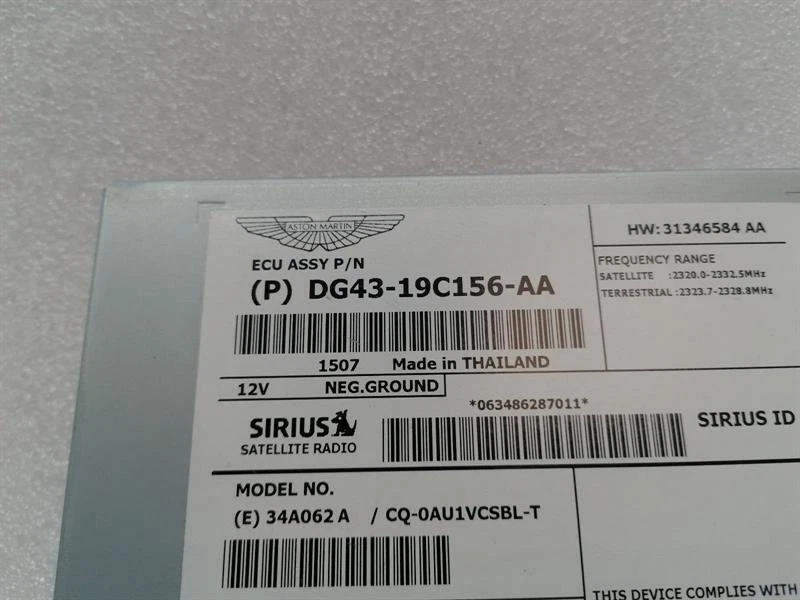 ASTON MARTIN
ECU ASSY P/N
(P) DG43-19C156-AA
1507 Made in THAILAND
12V NEG.GROUND
HW: 31346584 AA
FREQUENCY RANGE
SATELLITE :2320.0-2332.5MHz
TERRESTRIAL :2323.7-2328.8MHz
*063486287011*
SIRIUS
SATELLITE RADIO
SIRIUS ID
MODEL NO.
(E) 34A062 A / CQ-0AU1VCSBL-T
THIS DEVICE COMPLIES WITH